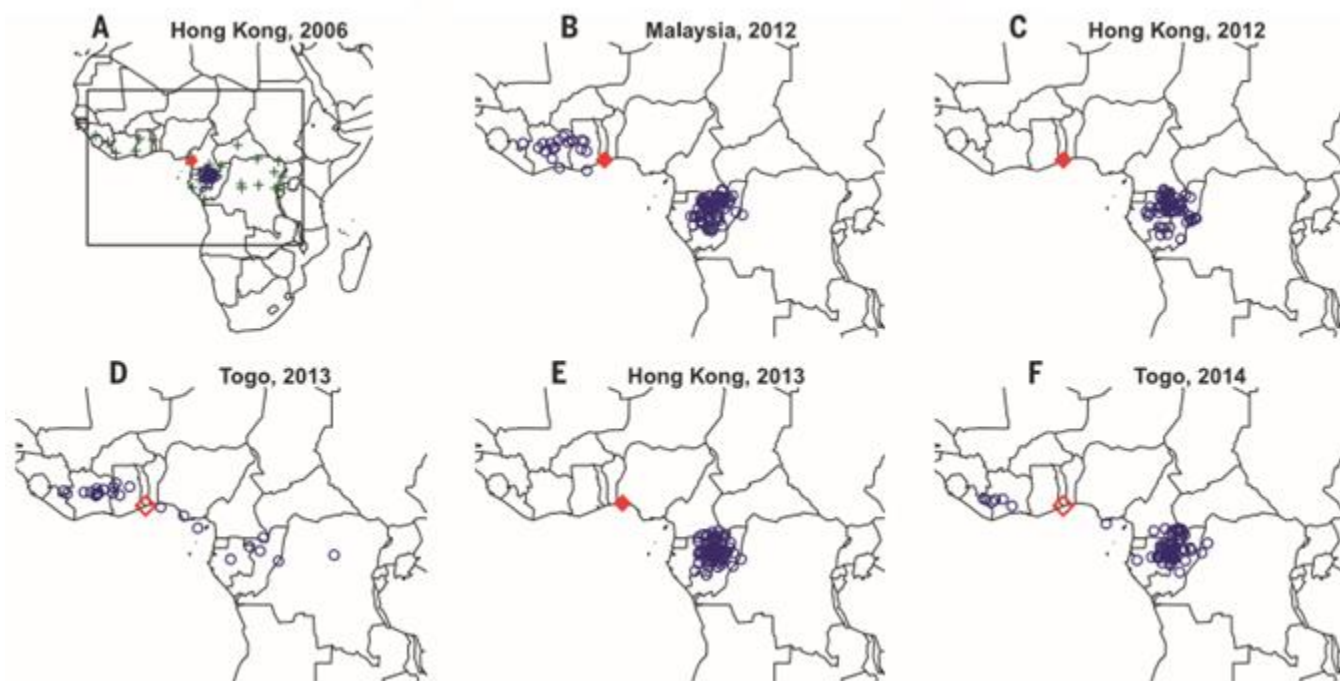 A Hong Kong, 2006
B Malaysia, 2012
C Hong Kong, 2012
D Togo, 2013
E Hong Kong, 2013
F Togo, 2014